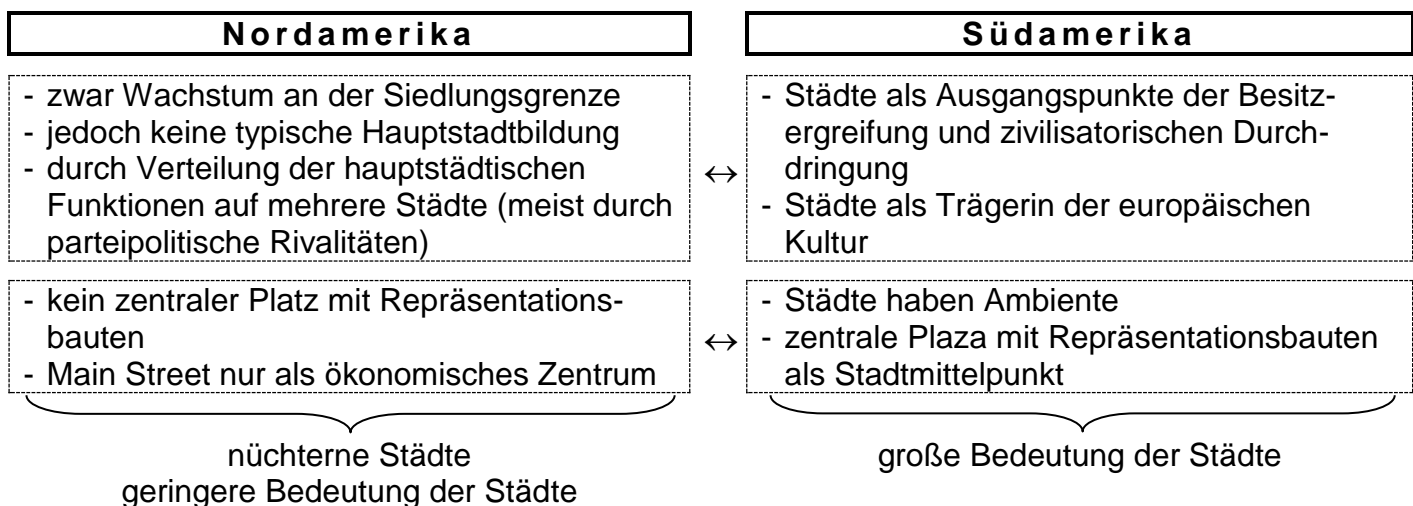 Nordamerika
- zwar Wachstum an der Siedlungsgrenze
- jedoch keine typische Hauptstadtbildung
- durch Verteilung der hauptstädtischen
Funktionen auf mehrere Städte (meist durch
parteipolitische Rivalitäten)
- kein zentraler Platz mit Repräsentations-
bauten
- Main Street nur als ökonomisches Zentrum
nüchterne Städte
geringere Bedeutung der Städte
↔
↔
Südamerika
- Städte als Ausgangspunkte der Besitz-
ergreifung und zivilisatorischen Durch-
dringung
- Städte als Trägerin der europäischen
Kultur
- Städte haben Ambiente
- zentrale Plaza mit Repräsentationsbauten
als Stadtmittelpunkt
große Bedeutung der Städte